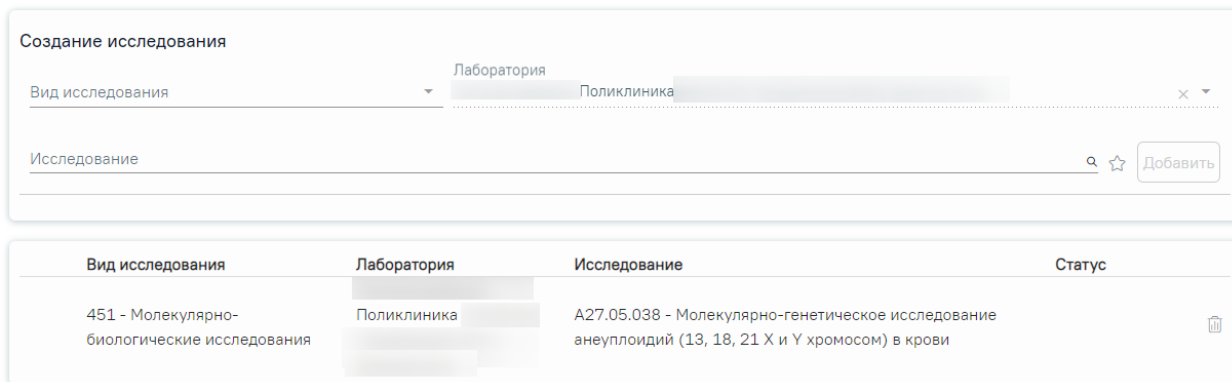 Создание исследования
Лаборатория
Вид исследования
Поликлиника
Исследование
Добавить
Вид исследования Лаборатория Исследование Статус
451 - Молекулярно- Поликлиника A27.05.038 - Молекулярно-генетическое исследование
биологические исследования анеуплоидий (13, 18, 21 X и Y хромосом) в крови